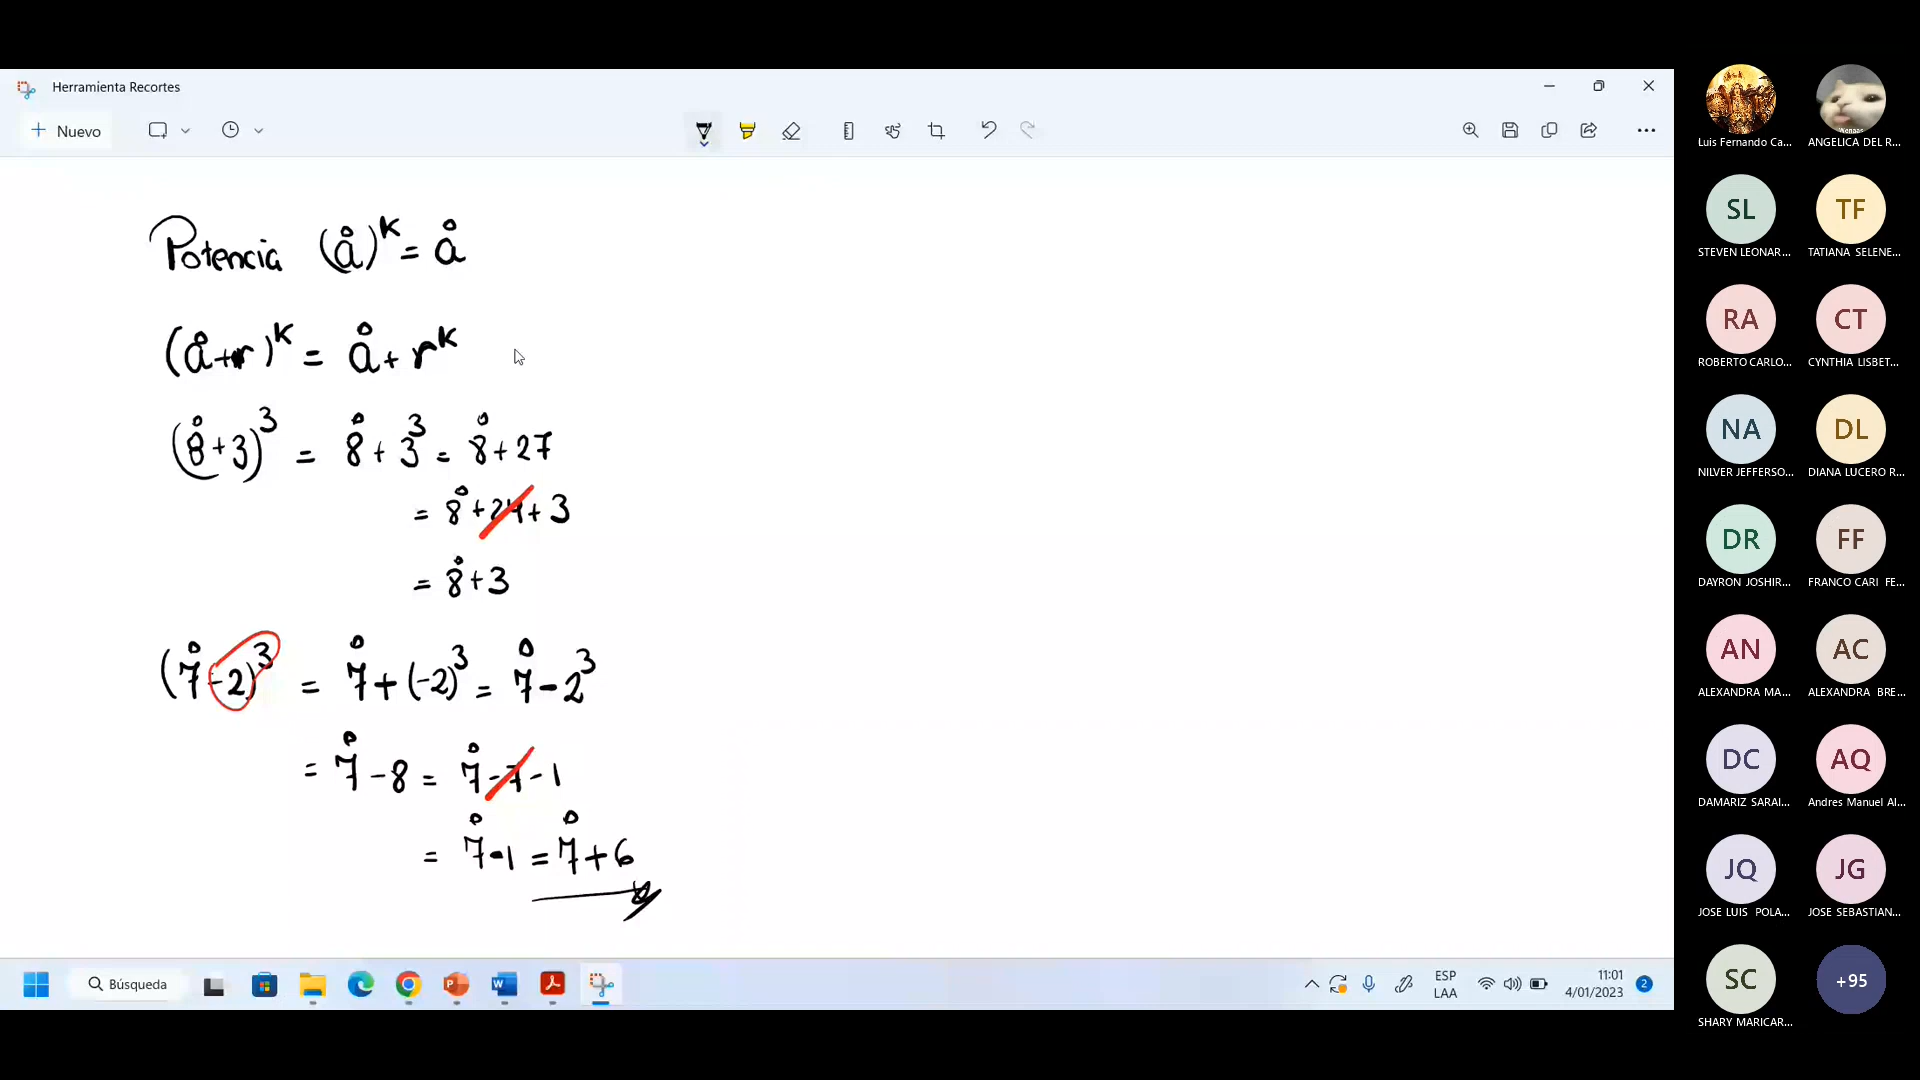 Herramienta Recortes
Nuevo
Potencia (å)ᵏ = å
(å+r)ᵏ = å + rᵏ
(8̊+3)³ = 8̊ + 3³ = 8̊ + 27
= 8̊ + 24 + 3
= 8̊ + 3
(7̊-2)³ = 7̊ + (-2)³ = 7̊ - 2³
= 7̊ - 8 = 7̊ - 7 - 1
= 7̊ - 1 = 7̊ + 6
Luis Fernando Ca... ANGELICA DEL R...
SL TF
STEVEN LEONAR... TATIANA SELENE...
RA CT
ROBERTO CARLO... CYNTHIA LISBET...
NA DL
NILVER JEFFERSO... DIANA LUCERO R...
DR FF
DAYRON JOSHIR... FRANCO CARI FE...
AN AC
ALEXANDRA MA... ALEXANDRA BRE...
DC AQ
DAMARIZ SARAI... Andres Manuel Al...
JQ JG
JOSE LUIS POLA... JOSE SEBASTIAN...
SC +95
SHARY MARICAR...
Búsqueda
ESP
LAA
11:01
4/01/2023
2